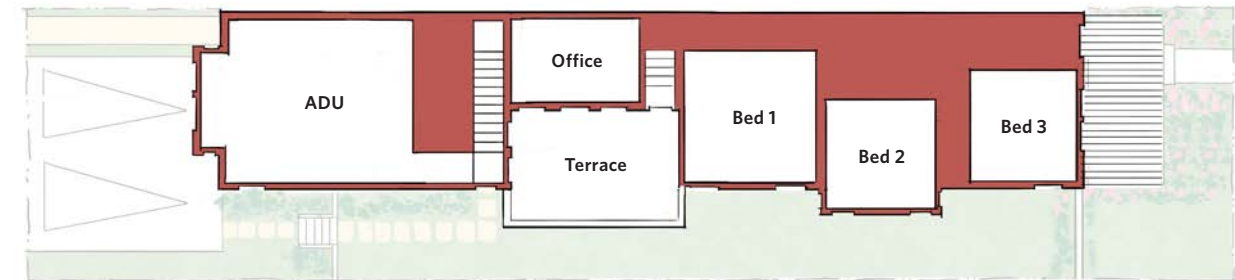 ADU
Office
Terrace
Bed 1
Bed 2
Bed 3